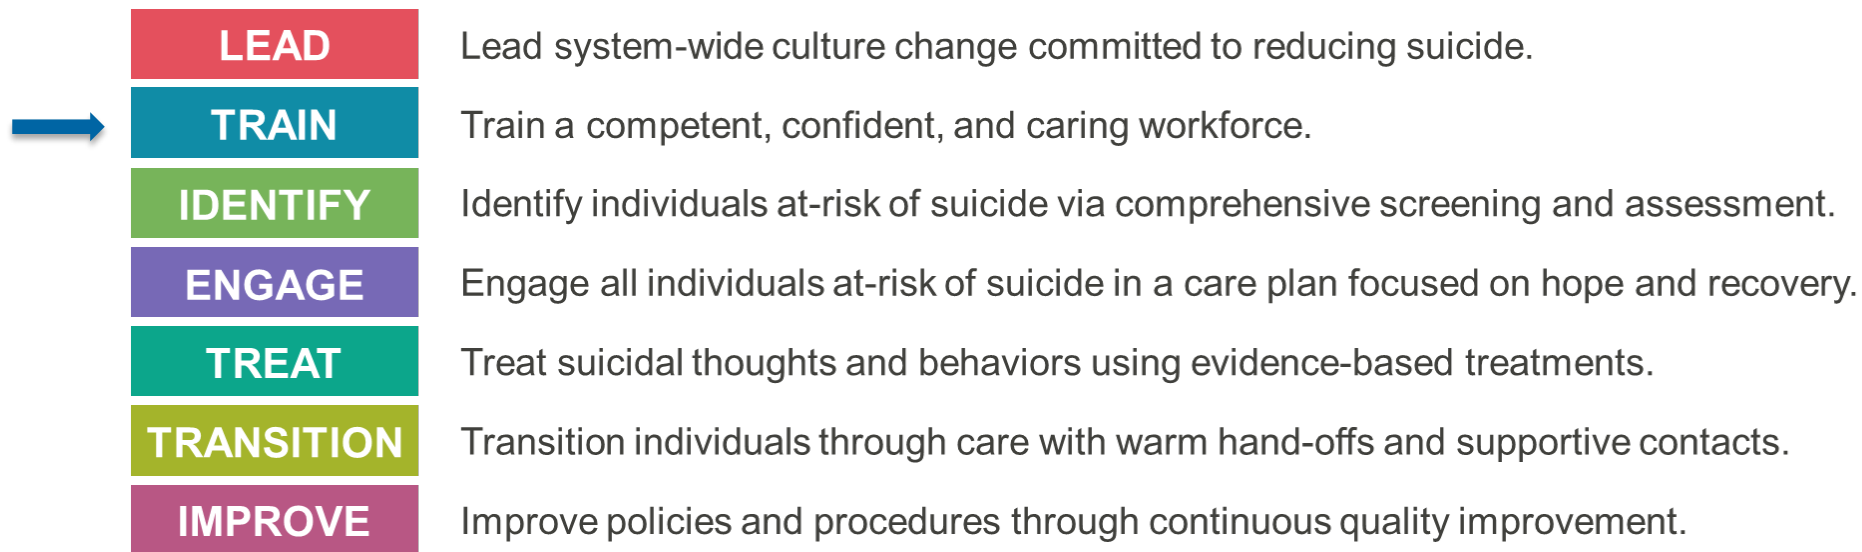 LEAD Lead system-wide culture change committed to reducing suicide.
TRAIN Train a competent, confident, and caring workforce.
IDENTIFY Identify individuals at-risk of suicide via comprehensive screening and assessment.
ENGAGE Engage all individuals at-risk of suicide in a care plan focused on hope and recovery.
TREAT Treat suicidal thoughts and behaviors using evidence-based treatments.
TRANSITION Transition individuals through care with warm hand-offs and supportive contacts.
IMPROVE Improve policies and procedures through continuous quality improvement.